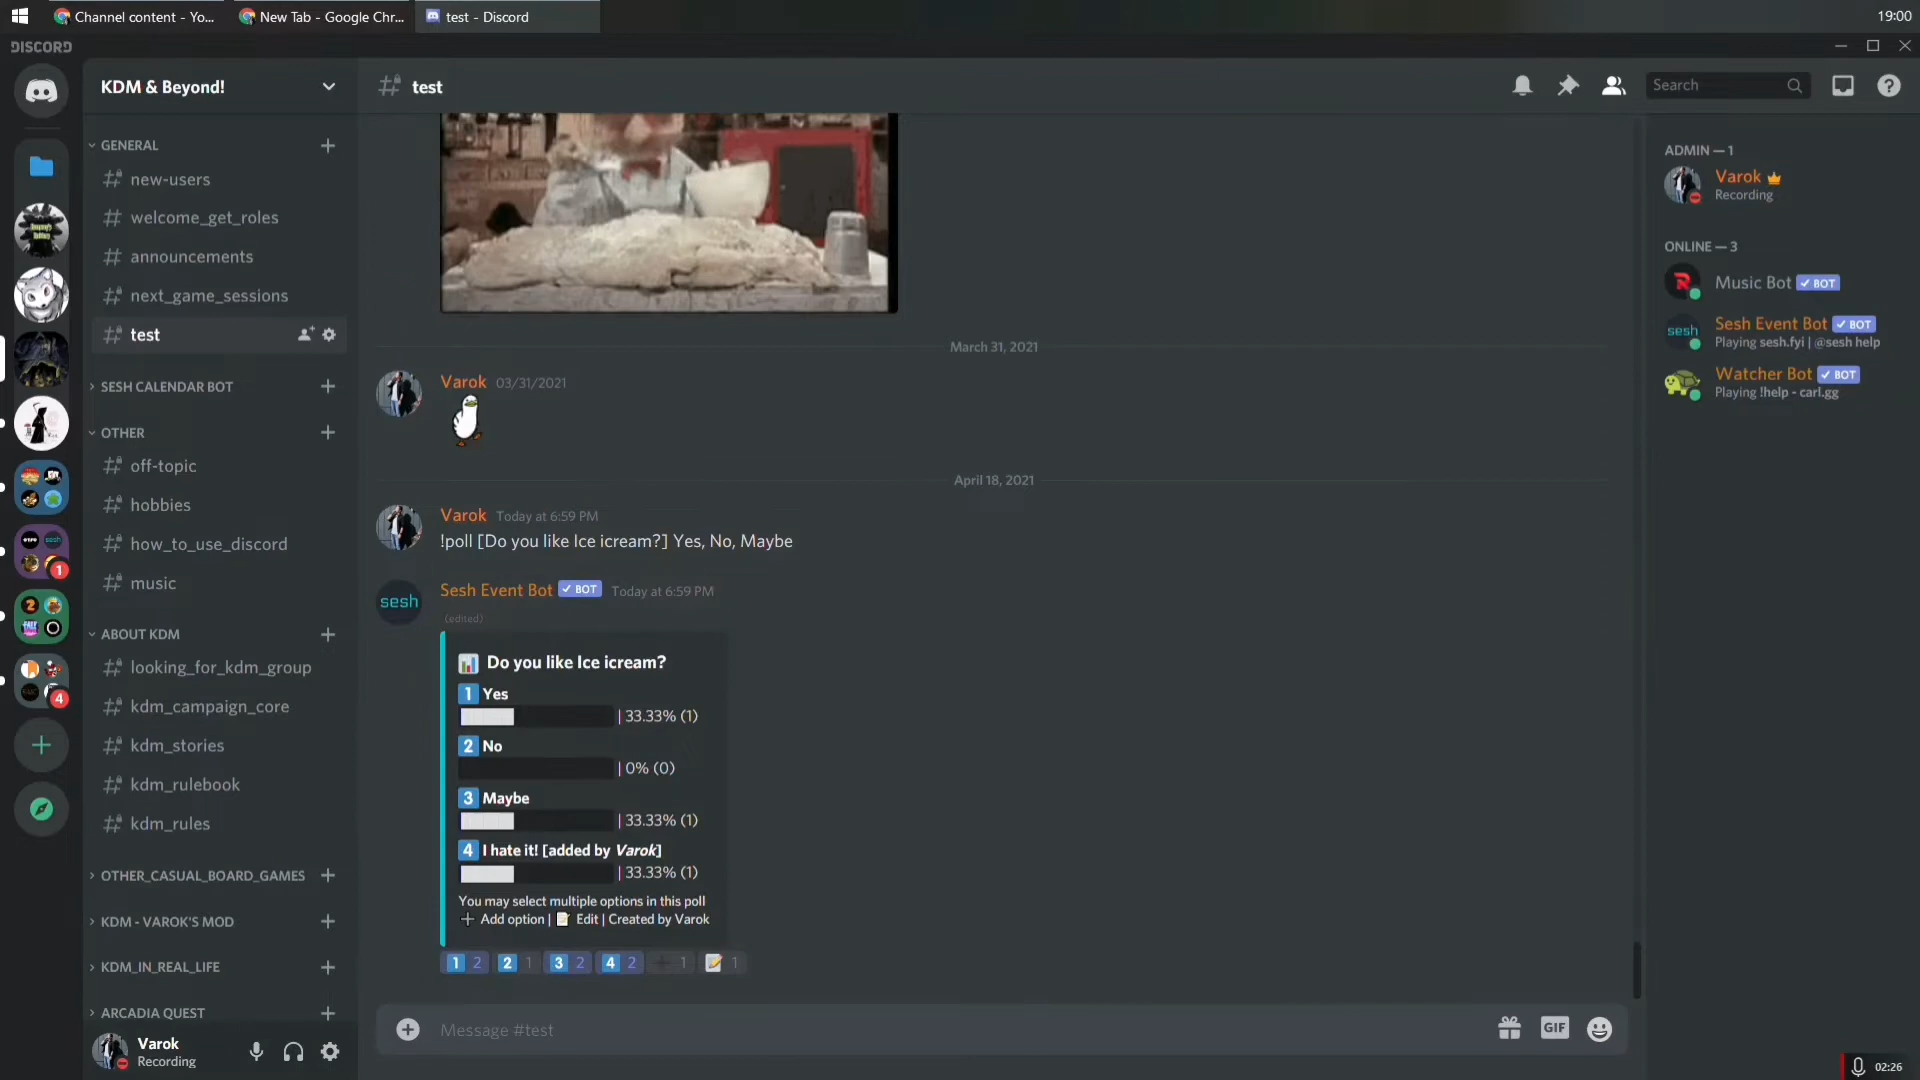 Channel content - Yo...
New Tab - Google Chr...
test - Discord
19:00
DISCORD
KDM & Beyond!
test
Search
GENERAL
new-users
welcome_get_roles
announcements
next_game_sessions
test
SESH CALENDAR BOT
OTHER
off-topic
hobbies
how_to_use_discord
music
ABOUT KDM
looking_for_kdm_group
kdm_campaign_core
kdm_stories
kdm_rulebook
kdm_rules
OTHER_CASUAL_BOARD_GAMES
KDM - VAROK'S MOD
KDM_IN_REAL_LIFE
ARCADIA QUEST
Varok
Recording
1
2
4
March 31, 2021
Varok 03/31/2021
April 18, 2021
Varok Today at 6:59 PM
!poll [Do you like Ice icream?] Yes, No, Maybe
sesh
Sesh Event Bot ✓ BOT Today at 6:59 PM
(edited)
Do you like Ice icream?
1 Yes
| 33.33% (1)
2 No
| 0% (0)
3 Maybe
| 33.33% (1)
4 I hate it! [added by Varok]
| 33.33% (1)
You may select multiple options in this poll
Add option | Edit | Created by Varok
1 2 2 1 3 2 4 2 1 1
Message #test
GIF
ADMIN — 1
Varok
Recording
ONLINE — 3
Music Bot ✓ BOT
sesh
Sesh Event Bot ✓ BOT
Playing sesh.fyi | @sesh help
Watcher Bot ✓ BOT
Playing !help - carl.gg
02:26